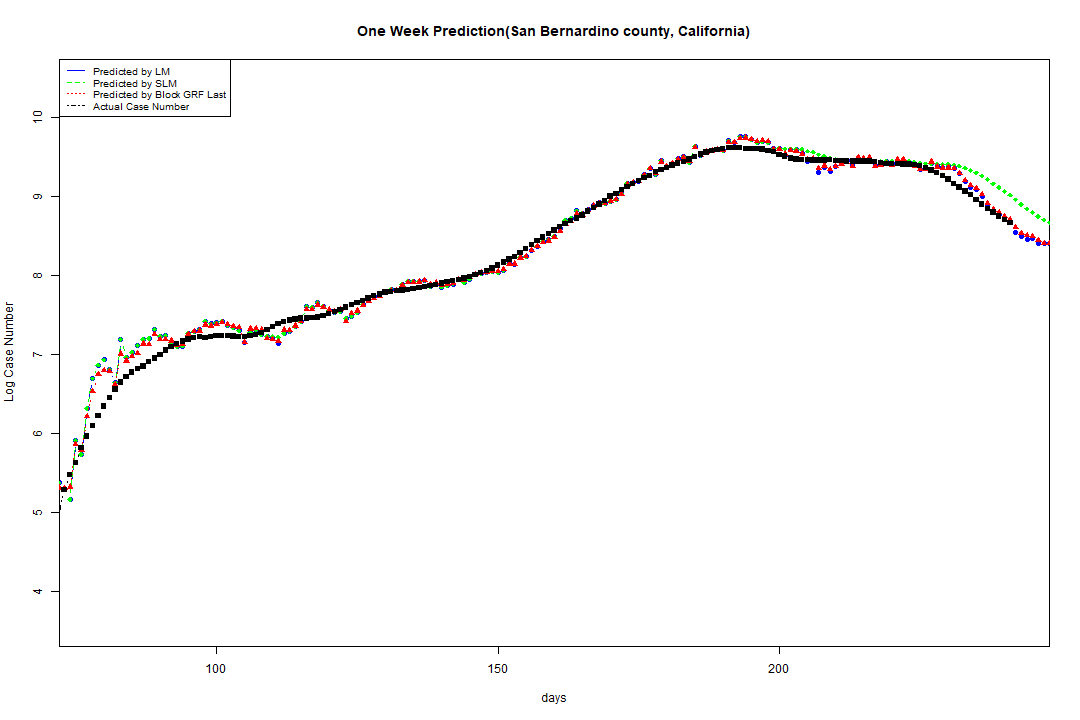 One Week Prediction(San Bernardino county, California)
Predicted by LM
Predicted by SLM
Predicted by Block GRF Last
Actual Case Number
10
9
8
7
6
5
4
Log Case Number
100
150
200
days